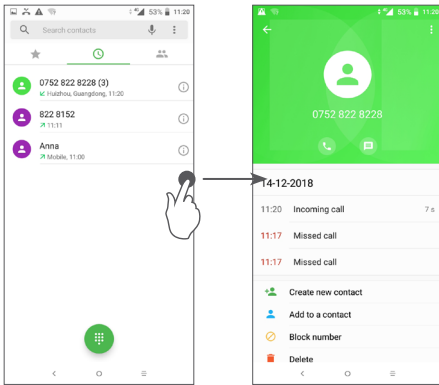 53% 11:20
Search contacts
0752 822 8228 (3)
Huizhou, Guangdong, 11:20
822 8152
11:11
Anna
Mobile, 11:00
53% 11:20
0752 822 8228
14-12-2018
11:20 Incoming call 7 s
11:17 Missed call
11:17 Missed call
Create new contact
Add to a contact
Block number
Delete